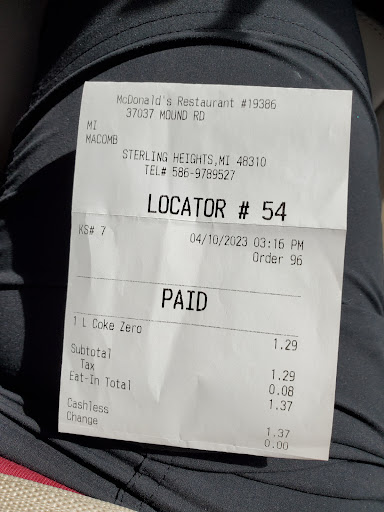 McDonald's Restaurant #19386
37037 MOUND RD
MI
MACOMB
STERLING HEIGHTS,MI 48310
TEL# 586-9789527
LOCATOR # 54
KS# 7 04/10/2023 03:16 PM
Order 96
PAID
1 L Coke Zero 1.29
Subtotal 1.29
Tax 0.08
Eat-In Total 1.37
Cashless 1.37
Change 0.00